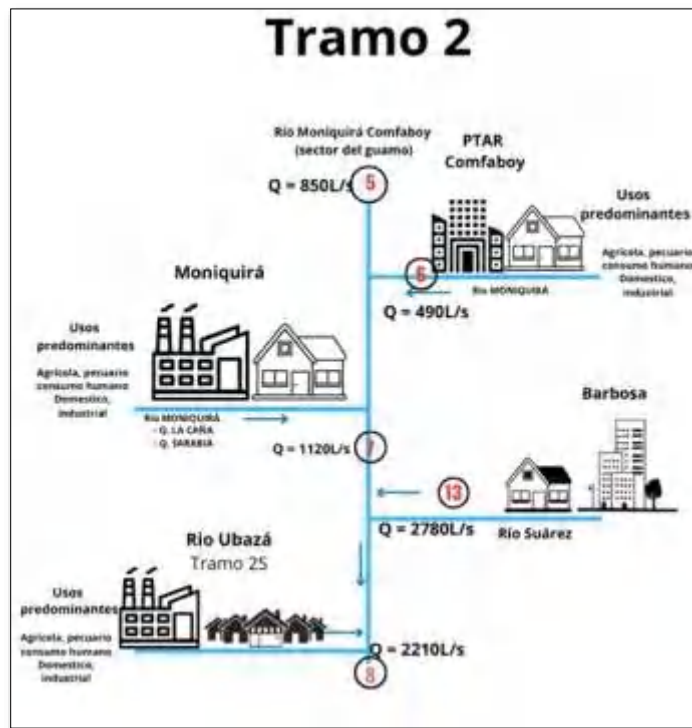 Tramo 2
Río Moniquirá Comfaboy
(sector del guamo)
PTAR
Comfaboy
Q = 850L/s
5
Usos
predominantes
Agrícola, pecuario
consumo humano
Domestico,
industrial
6
Río MONIQUIRÁ
Q = 490L/s
Moniquirá
Usos
predominantes
Agrícola, pecuario
consumo humano
Domestico,
industrial
Río MONIQUIRÁ
- Q. LA CAÑA
- Q. SARABIA
Q = 1120L/s
7
Barbosa
13
Q = 2780L/s
Río Suárez
Río Ubazá
Tramo 2S
Usos
predominantes
Agrícola, pecuario
consumo humano
Domestico,
industrial
Q = 2210L/s
8